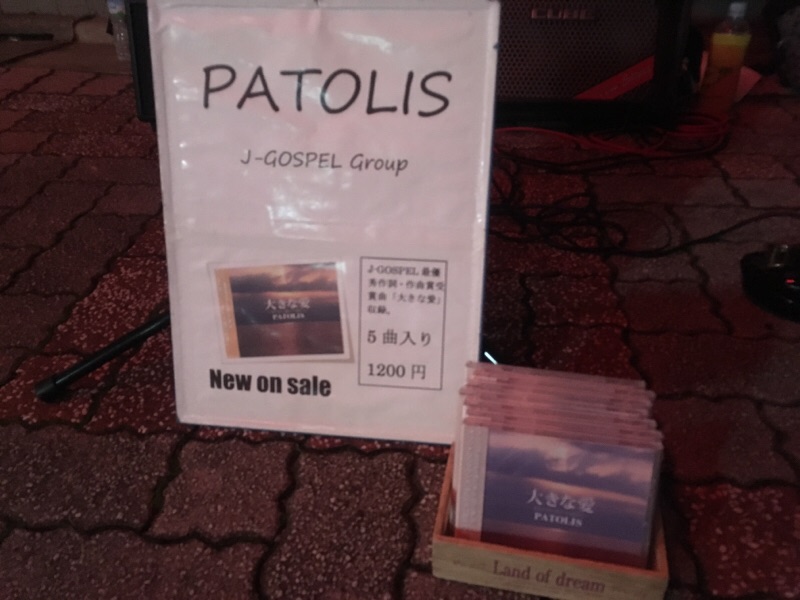 CUBE
PATOLIS
J-GOSPEL Group
大きな愛
PATOLIS
New on sale
J-GOSPEL 最優
秀作詞・作曲賞受
賞曲「大きな愛」
収録。
5曲入り
1200円
大きな愛
PATOLIS
Land of dream